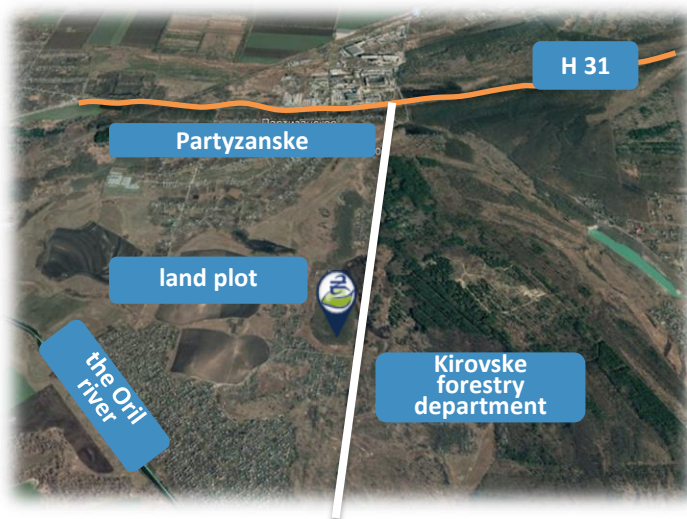 H 31
Partyzanske
land plot
the Oril
river
Kirovske
forestry
department